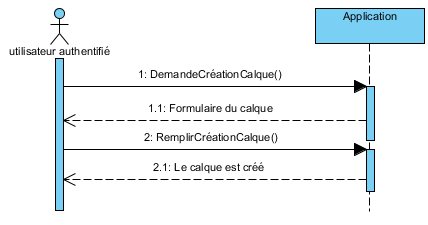 Application
utilisateur authentifié
1: DemandeCréationCalque()
1.1: Formulaire du calque
2: RemplirCréationCalque()
2.1: Le calque est créé